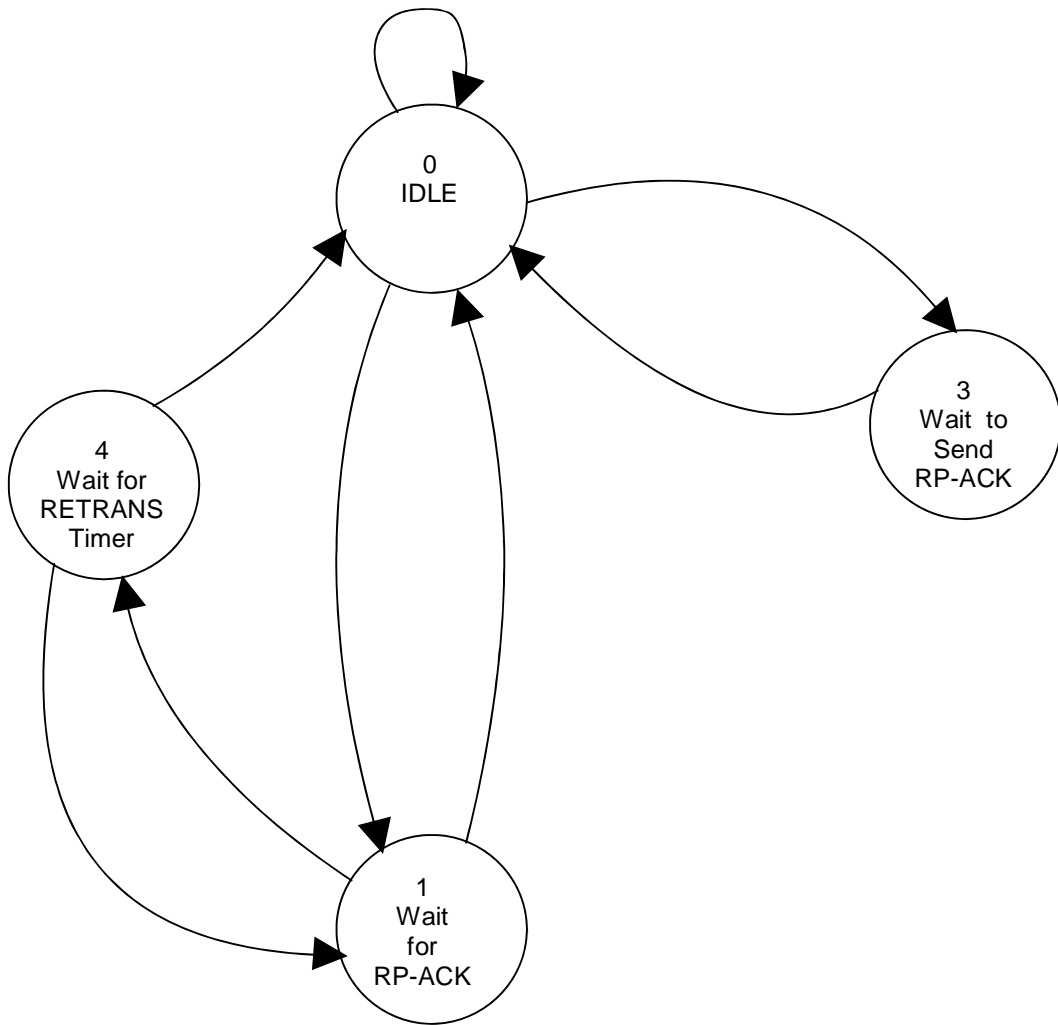 0
IDLE
3
Wait to
Send
RP-ACK
4
Wait for
RETRANS
Timer
1
Wait
for
RP-ACK